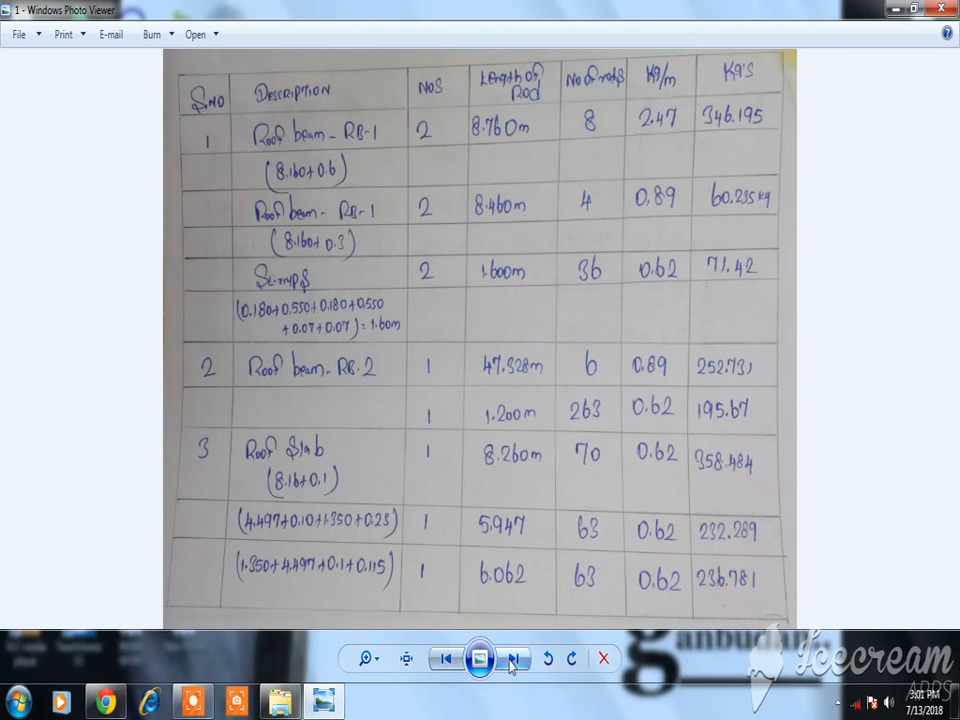 1 - Windows Photo Viewer
File Print E-mail Burn Open
S.NO DESCRIPTION NOS Length of Rod No of rods Kg/m Kg's
1 Roof beam - RB-1 2 8.760m 8 2.47 346.195
(8.160+0.6)
Roof beam - RB-1 2 8.460m 4 0.89 60.235kg
(8.160+0.3)
Stirrups 2 1.600m 36 0.62 71.42
(0.180+0.550+0.180+0.550
+0.07+0.07) = 1.60m
2 Roof beam - RB-2 1 47.328m 6 0.89 252.731
1 1.200m 263 0.62 195.67
3 Roof Slab 1 8.260m 70 0.62 358.484
(8.16+0.1)
(4.497+0.10+1.350+0.23) 1 5.947 63 0.62 232.289
(1.350+4.497+0.1+0.115) 1 6.062 63 0.62 236.781
Icecream
APPS
3:01 PM
7/13/2018